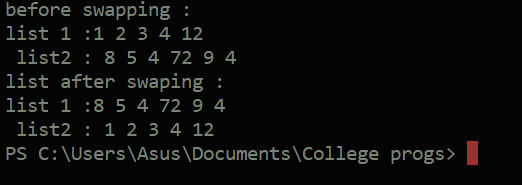 before swapping :
list 1 :1 2 3 4 12
 list2 : 8 5 4 72 9 4
list after swaping :
list 1 :8 5 4 72 9 4
 list2 : 1 2 3 4 12
PS C:\Users\Asus\Documents\College progs>